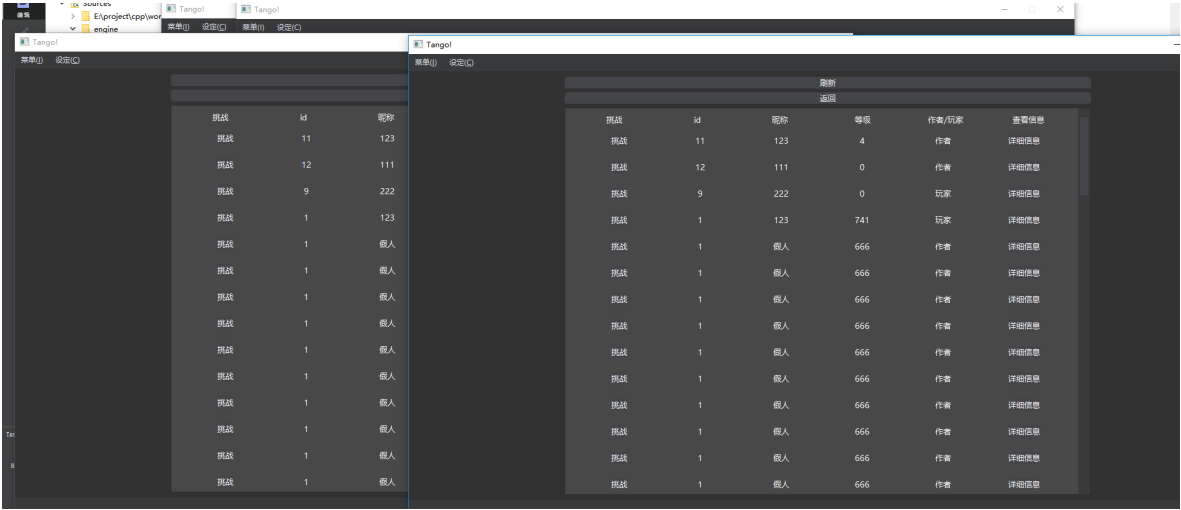 编辑
Sources
E:\project\cpp\wor
engine
Tango!
菜单(I) 设定(C)
Tango!
菜单(I) 设定(C)
Tango!
菜单(I) 设定(C)
挑战 id 昵称
挑战 11 123
挑战 12 111
挑战 9 222
挑战 1 123
挑战 1 假人
挑战 1 假人
挑战 1 假人
挑战 1 假人
挑战 1 假人
挑战 1 假人
挑战 1 假人
挑战 1 假人
挑战 1 假人
挑战 1 假人
Tango!
菜单(I) 设定(C)
刷新
返回
挑战 id 昵称 等级 作者/玩家 查看信息
挑战 11 123 4 作者 详细信息
挑战 12 111 0 作者 详细信息
挑战 9 222 0 玩家 详细信息
挑战 1 123 741 玩家 详细信息
挑战 1 假人 666 作者 详细信息
挑战 1 假人 666 作者 详细信息
挑战 1 假人 666 作者 详细信息
挑战 1 假人 666 作者 详细信息
挑战 1 假人 666 作者 详细信息
挑战 1 假人 666 作者 详细信息
挑战 1 假人 666 作者 详细信息
挑战 1 假人 666 作者 详细信息
挑战 1 假人 666 作者 详细信息
挑战 1 假人 666 作者 详细信息